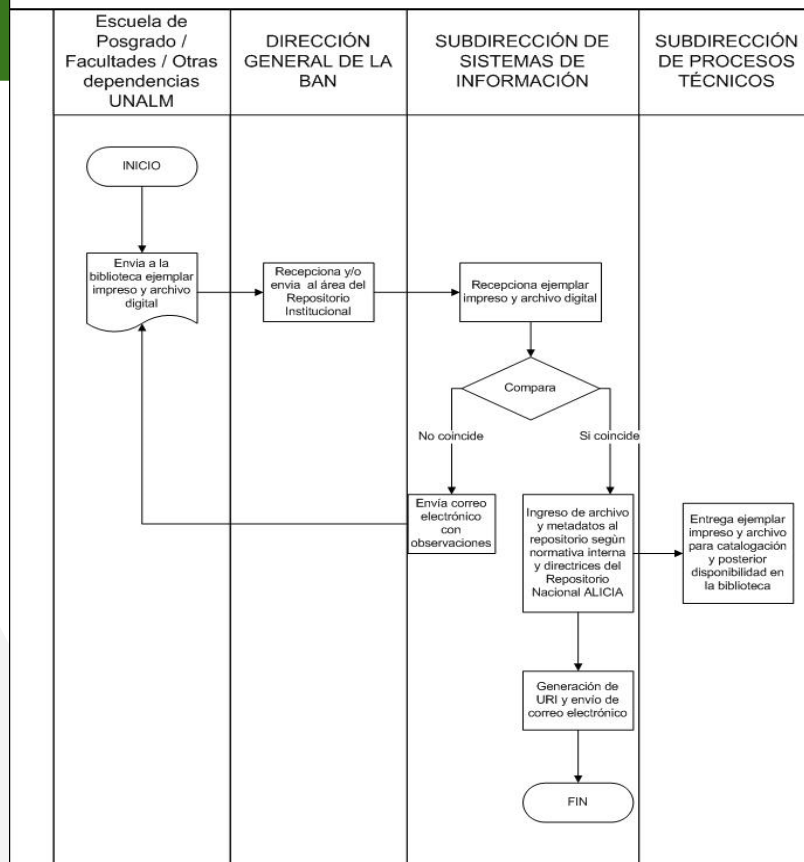 Escuela de
Posgrado /
Facultades / Otras
dependencias
UNALM
DIRECCIÓN
GENERAL DE LA
BAN
SUBDIRECCIÓN DE
SISTEMAS DE
INFORMACIÓN
SUBDIRECCIÓN
DE PROCESOS
TÉCNICOS
INICIO
Envia a la
biblioteca ejemplar
impreso y archivo
digital
Recepciona y/o
envia al área del
Repositorio
Institucional
Recepciona ejemplar
impreso y archivo digital
Compara
No coincide
Si coincide
Envía correo
electrónico
con
observaciones
Ingreso de archivo
y metadatos al
repositorio segùn
normativa interna
y directrices del
Repositorio
Nacional ALICIA
Entrega ejemplar
impreso y archivo
para catalogación
y posterior
disponibilidad en
la biblioteca
Generación de
URI y envío de
correo electrónico
FIN